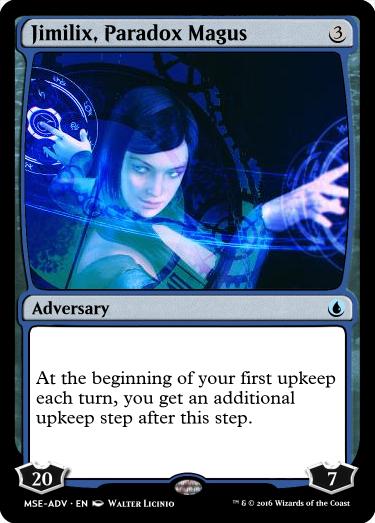 Jimilix, Paradox Magus 3
Adversary
At the beginning of your first upkeep
each turn, you get an additional
upkeep step after this step.
20
7
MSE-ADV • EN Walter Licinio
™ & © 2016 Wizards of the Coast